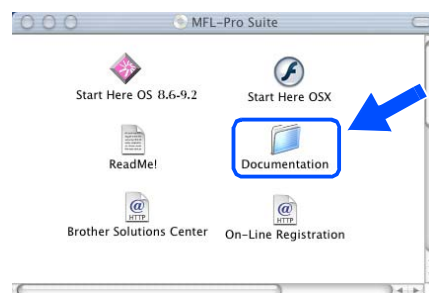 MFL-Pro Suite
Start Here OS 8.6-9.2
Start Here OSX
ReadMe!
Documentation
@
HTTP
@
HTTP
Brother Solutions Center
On-Line Registration